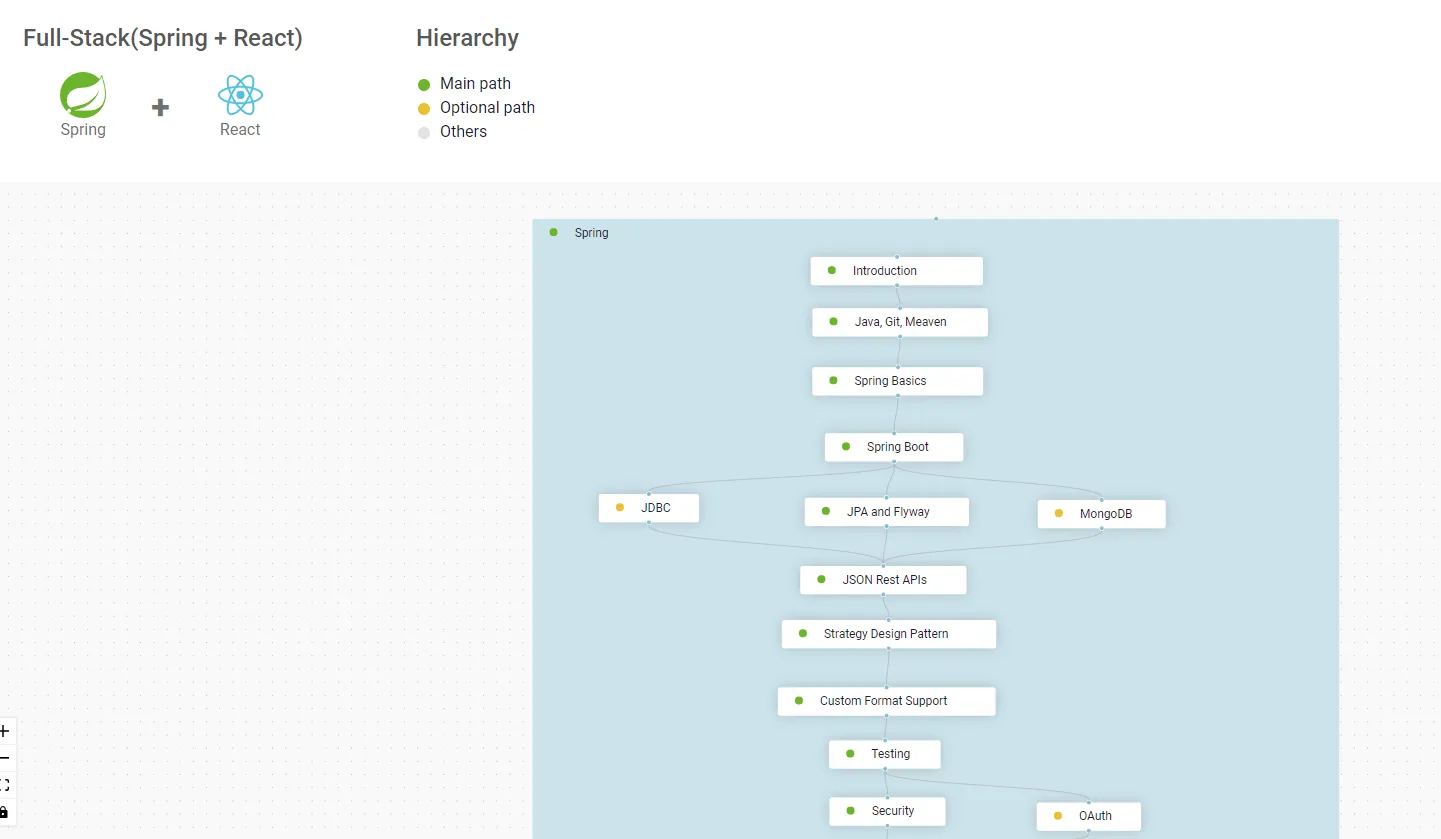 Full-Stack(Spring + React)
Spring
+
React
Hierarchy
Main path
Optional path
Others
Spring
Introduction
Java, Git, Meaven
Spring Basics
Spring Boot
JDBC
JPA and Flyway
MongoDB
JSON Rest APIs
Strategy Design Pattern
Custom Format Support
Testing
Security
OAuth